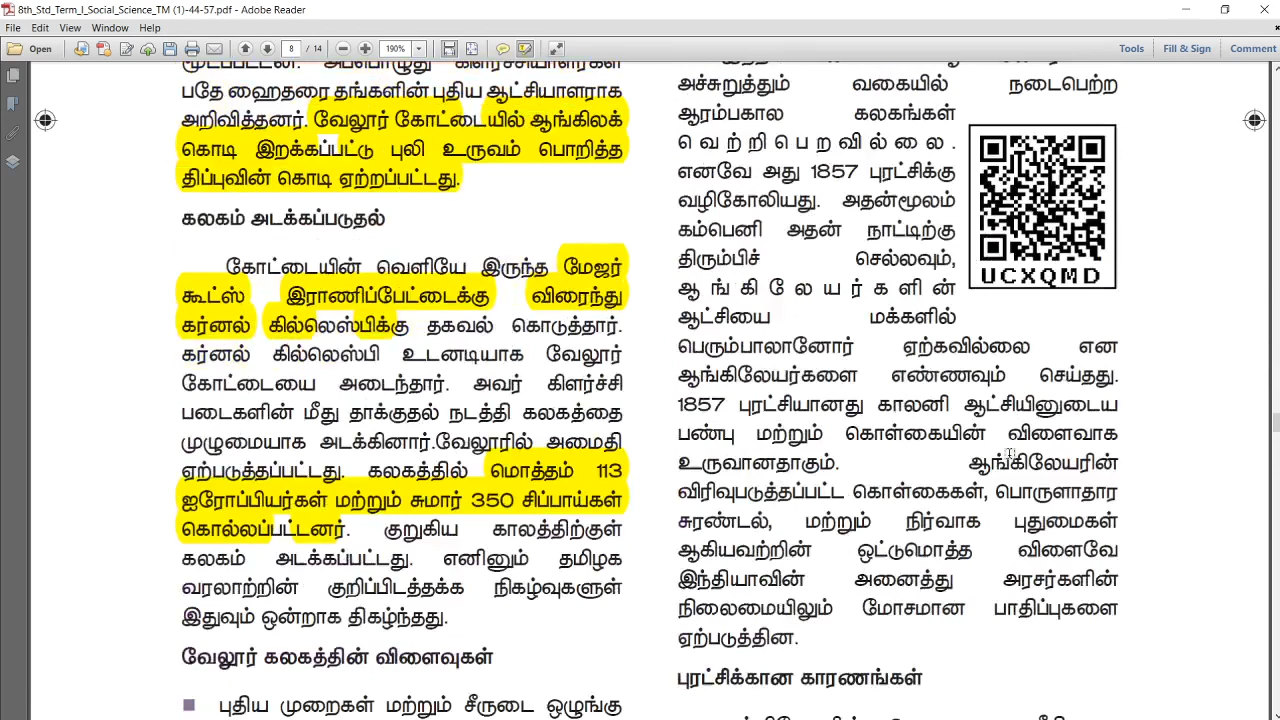 8th_Std_Term_I_Social_Science_TM (1)-44-57.pdf - Adobe Reader
File Edit View Window Help
Open 8 / 14 190% Tools Fill & Sign Comment
பதே ஹைதரை தங்களின் புதிய ஆட்சியாளராக
அறிவித்தனர். வேலூர் கோட்டையில் ஆங்கிலக்
கொடி இறக்கப்பட்டு புலி உருவம் பொறித்த
திப்புவின் கொடி ஏற்றப்பட்டது.
கலகம் அடக்கப்படுதல்
கோட்டையின் வெளியே இருந்த மேஜர்
கூட்ஸ் இராணிப்பேட்டைக்கு விரைந்து
கர்னல் கில்லெஸ்பிக்கு தகவல் கொடுத்தார்.
கர்னல் கில்லெஸ்பி உடனடியாக வேலூர்
கோட்டையை அடைந்தார். அவர் கிளர்ச்சி
படைகளின் மீது தாக்குதல் நடத்தி கலகத்தை
முழுமையாக அடக்கினார்.வேலூரில் அமைதி
ஏற்படுத்தப்பட்டது. கலகத்தில் மொத்தம் 113
ஐரோப்பியர்கள் மற்றும் சுமார் 350 சிப்பாய்கள்
கொல்லப்பட்டனர். குறுகிய காலத்திற்குள்
கலகம் அடக்கப்பட்டது. எனினும் தமிழக
வரலாற்றின் குறிப்பிடத்தக்க நிகழ்வுகளுள்
இதுவும் ஒன்றாக திகழ்ந்தது.
வேலூர் கலகத்தின் விளைவுகள்
புதிய முறைகள் மற்றும் சீருடை ஒழுங்கு
அச்சுறுத்தும் வகையில் நடைபெற்ற
ஆரம்பகால கலகங்கள்
வெற்றிபெறவில்லை.
எனவே அது 1857 புரட்சிக்கு
வழிகோலியது. அதன்மூலம்
கம்பெனி அதன் நாட்டிற்கு
திரும்பிச் செல்லவும்,
ஆங்கிலேயர்களின்
ஆட்சியை மக்களில்
பெரும்பாலானோர் ஏற்கவில்லை என
ஆங்கிலேயர்களை எண்ணவும் செய்தது.
1857 புரட்சியானது காலனி ஆட்சியினுடைய
பண்பு மற்றும் கொள்கையின் விளைவாக
உருவானதாகும். ஆங்கிலேயரின்
விரிவுபடுத்தப்பட்ட கொள்கைகள், பொருளாதார
சுரண்டல், மற்றும் நிர்வாக புதுமைகள்
ஆகியவற்றின் ஒட்டுமொத்த விளைவே
இந்தியாவின் அனைத்து அரசர்களின்
நிலைமையிலும் மோசமான பாதிப்புகளை
ஏற்படுத்தின.
புரட்சிக்கான காரணங்கள்
UCXQMD